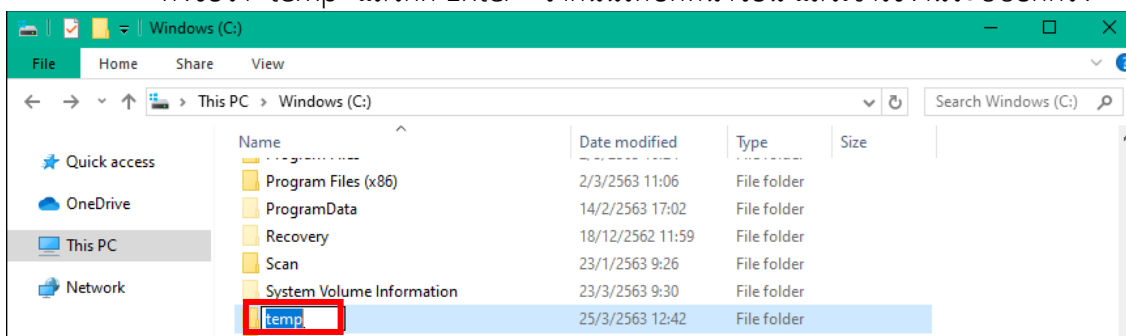 temp
Enter
Windows (C:)
File Home Share View
This PC > Windows (C:)
Search Windows (C:)
Name Date modified Type Size
Quick access
Program Files (x86) 2/3/2563 11:06 File folder
OneDrive
ProgramData 14/2/2563 17:02 File folder
Recovery 18/12/2562 11:59 File folder
This PC
Scan 23/1/2563 9:26 File folder
Network
System Volume Information 23/3/2563 9:30 File folder
temp 25/3/2563 12:42 File folder